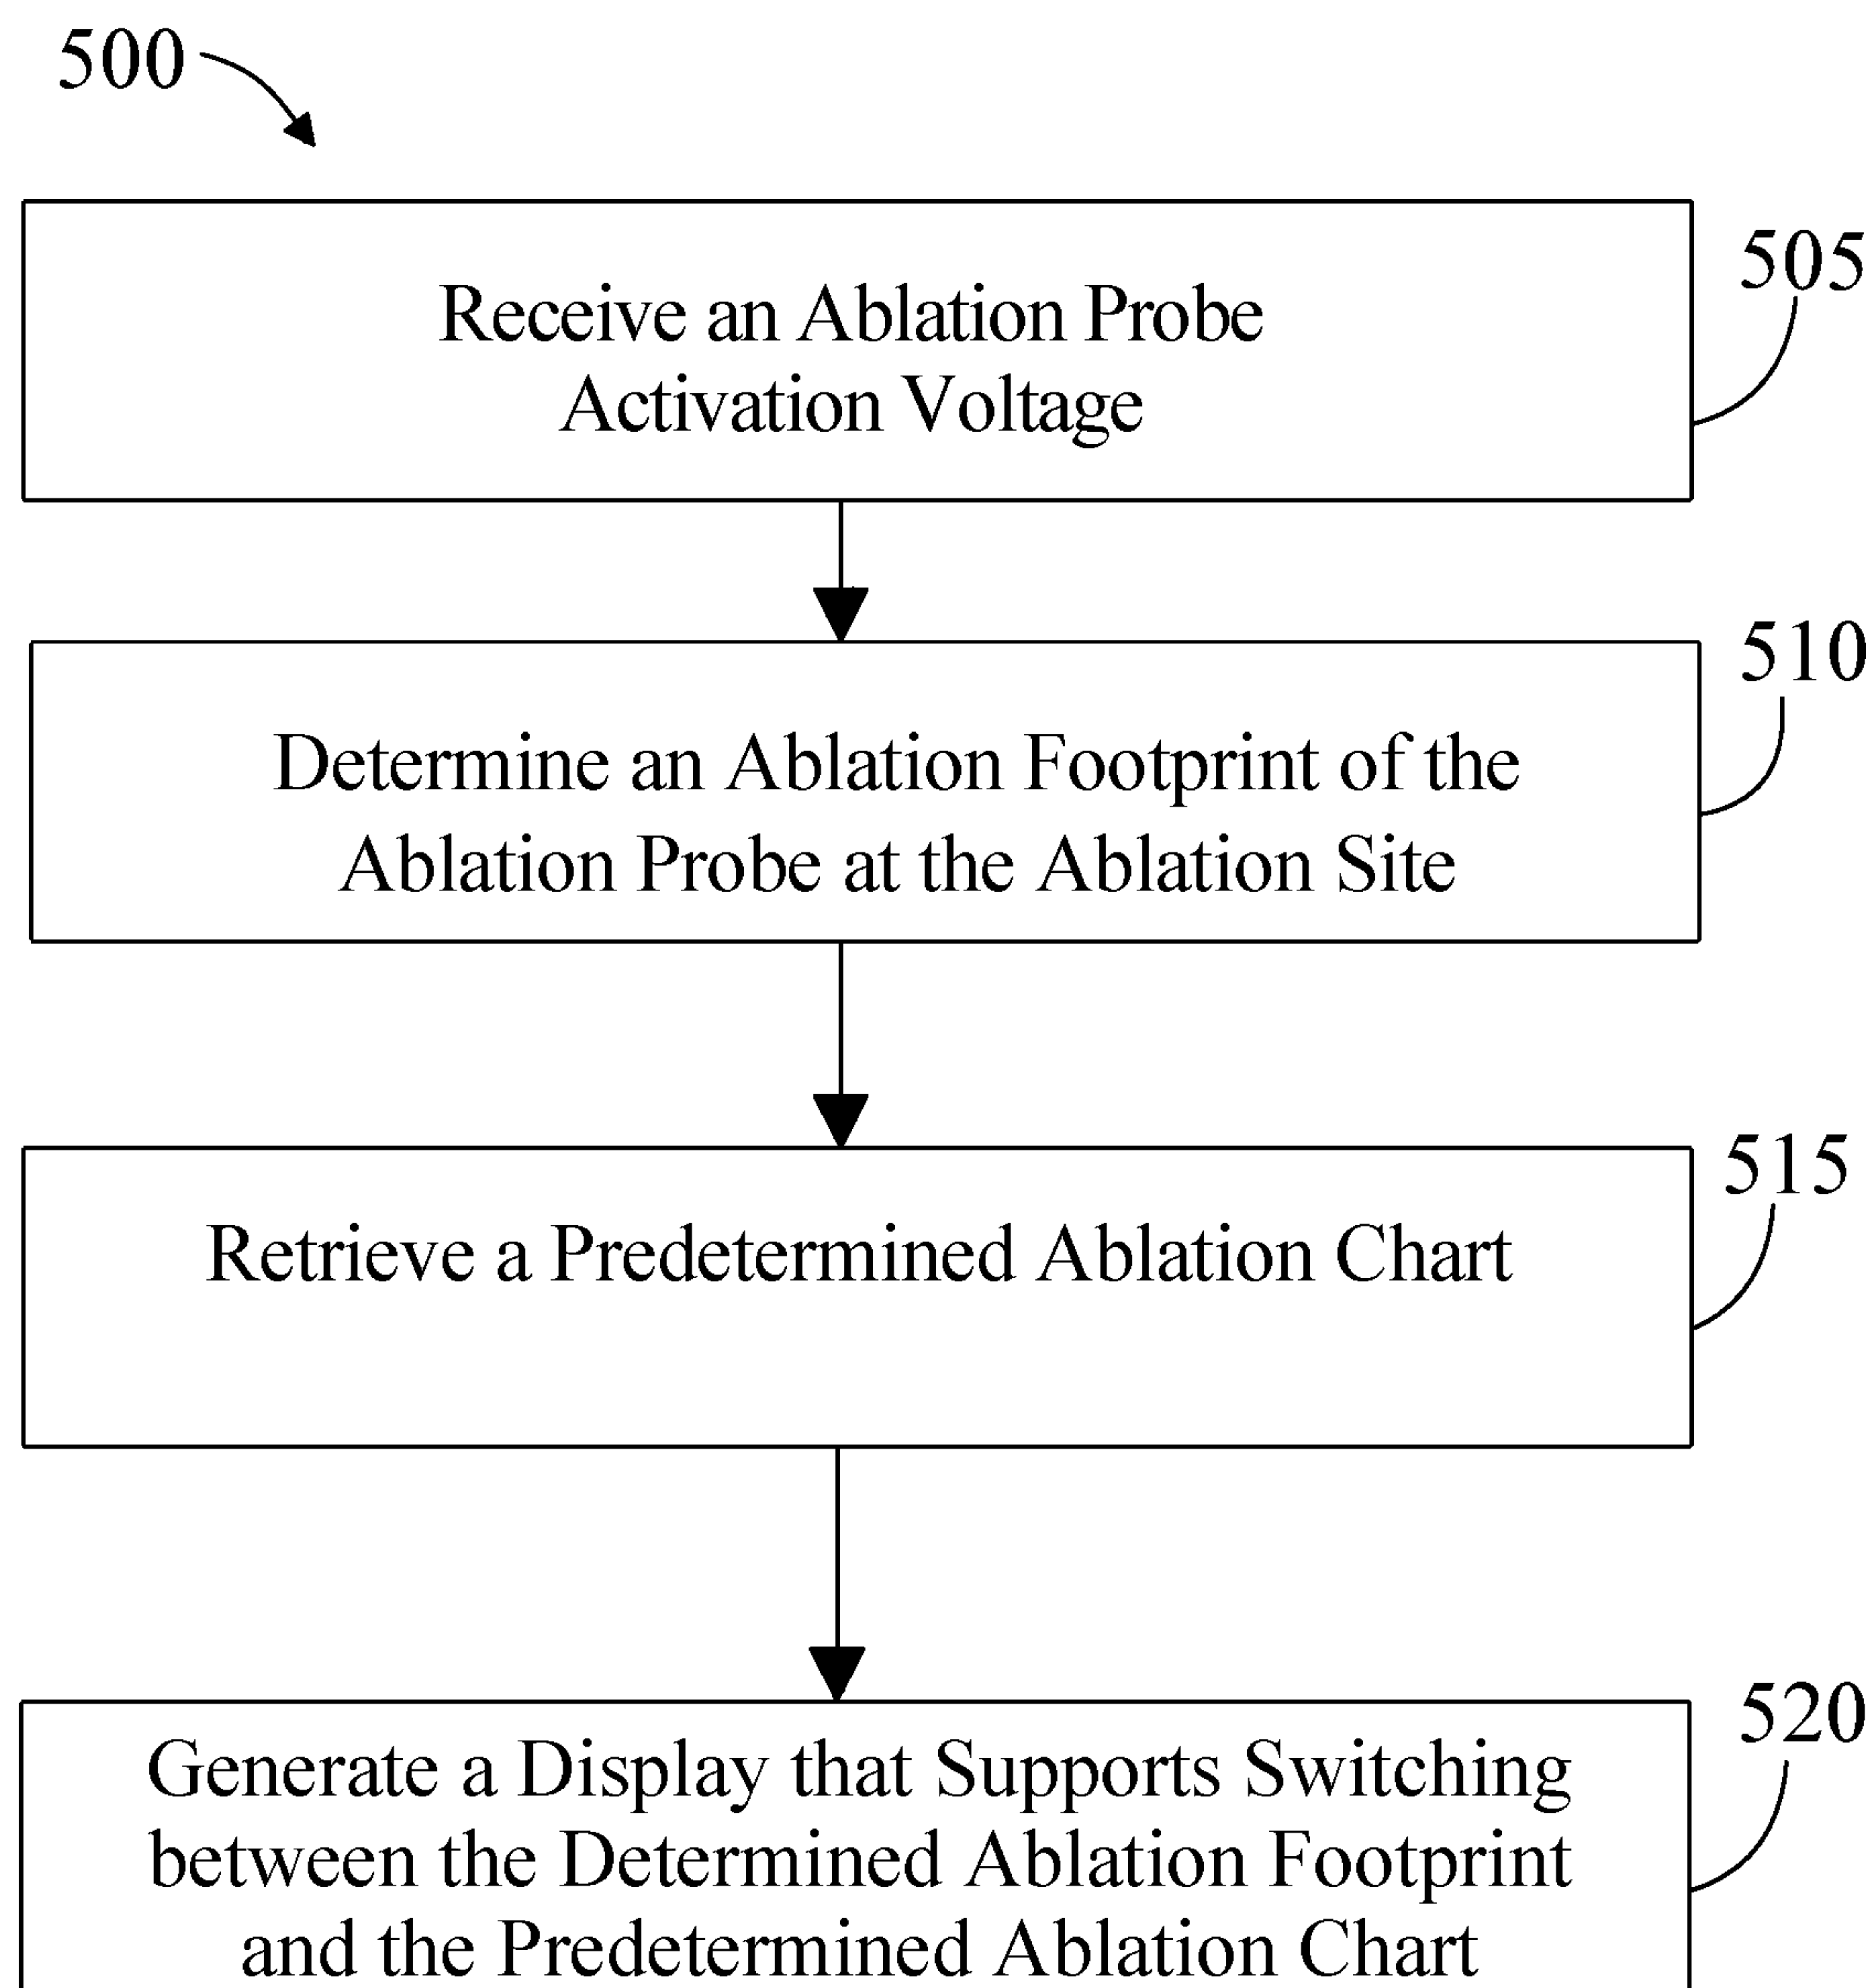 500
505
Receive an Ablation Probe
Activation Voltage
510
Determine an Ablation Footprint of the
Ablation Probe at the Ablation Site
515
Retrieve a Predetermined Ablation Chart
520
Generate a Display that Supports Switching
between the Determined Ablation Footprint
and the Predetermined Ablation Chart